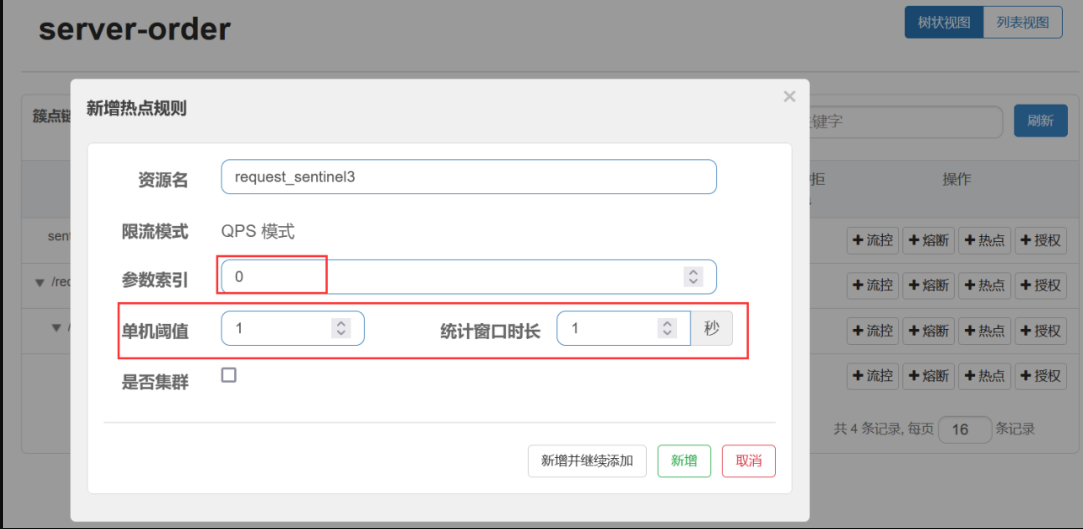 server-order
树状视图 列表视图
新增热点规则 ×
簇点链 键字 刷新
资源名 request_sentinel3
拒 操作
限流模式 QPS 模式
sent 流控 熔断 热点 授权
参数索引 0
/req 流控 熔断 热点 授权
单机阈值 1 统计窗口时长 1 秒
/ 流控 熔断 热点 授权
是否集群
流控 熔断 热点 授权
共 4 条记录, 每页 16 条记录
新增并继续添加 新增 取消